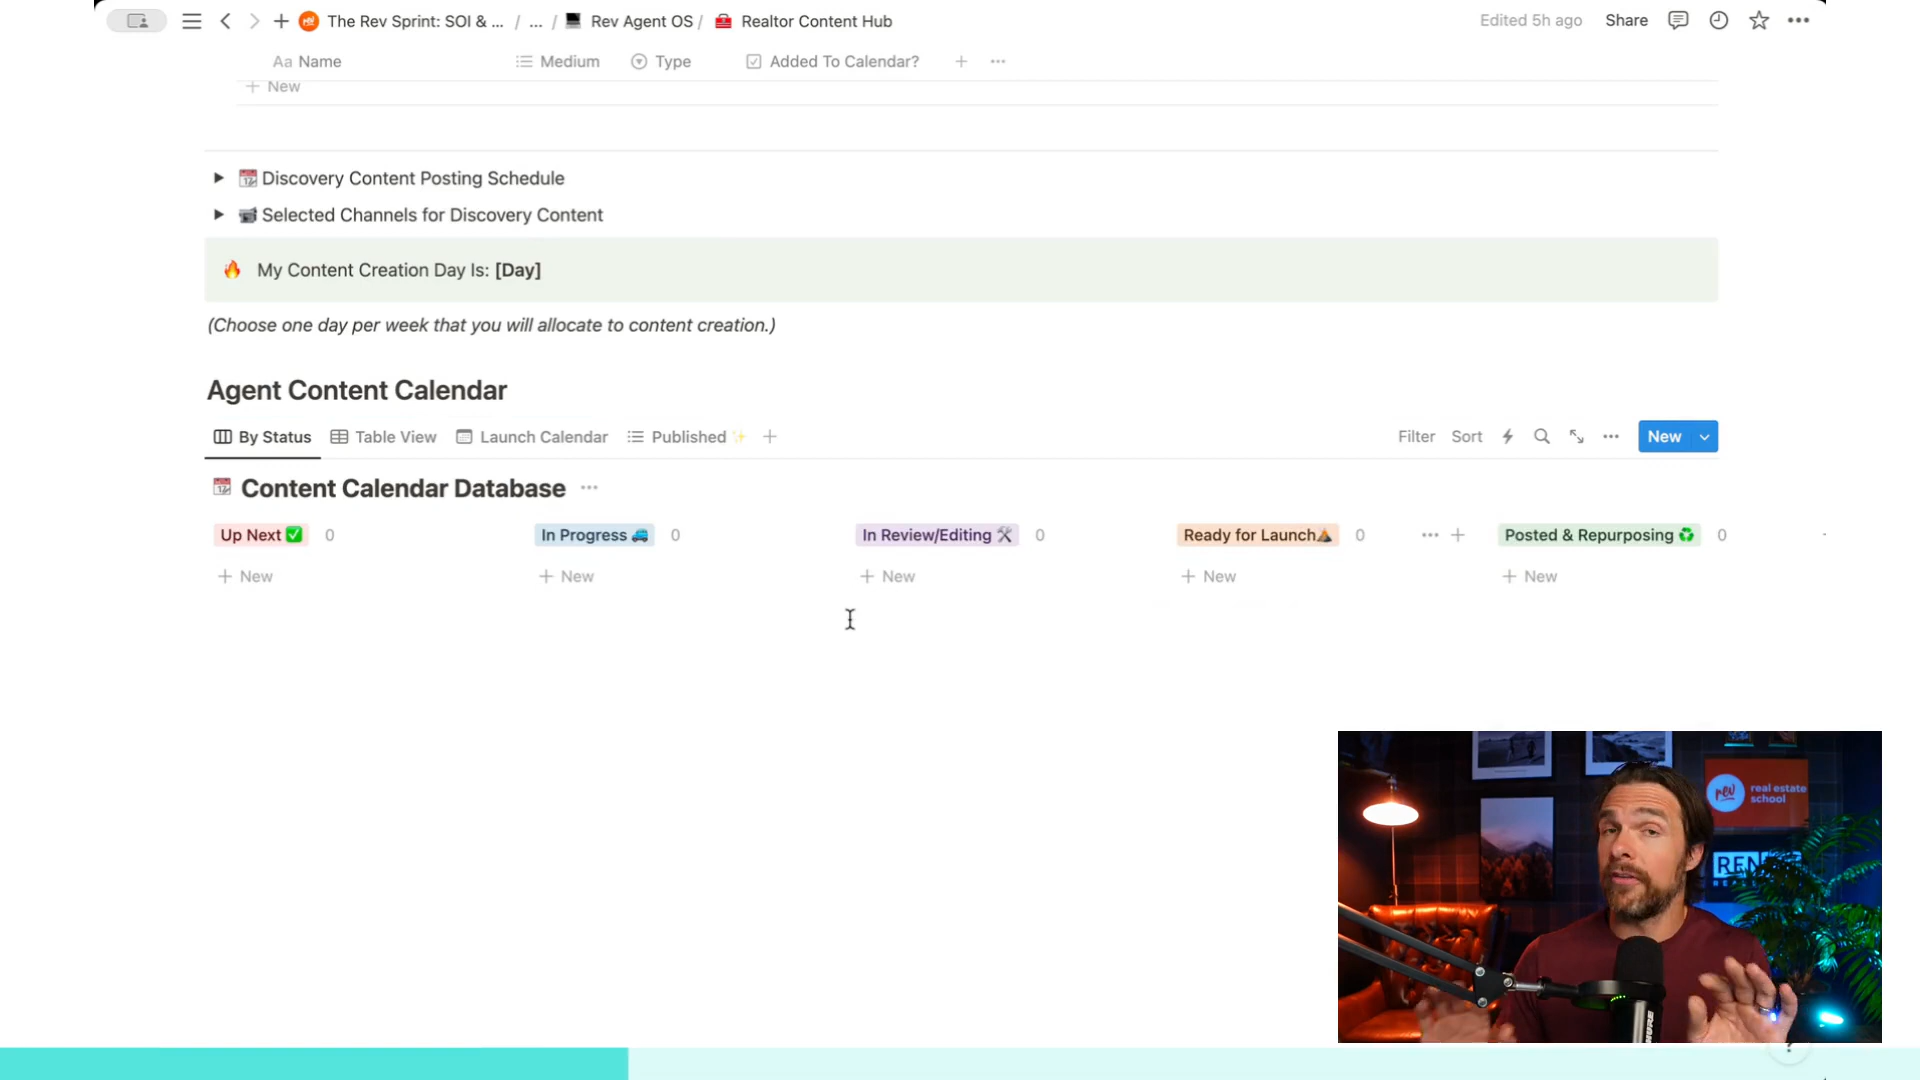 The Rev Sprint: SOI & ... / ... / Rev Agent OS / Realtor Content Hub
Edited 5h ago Share
Aa Name Medium Type Added To Calendar?
New
Discovery Content Posting Schedule
Selected Channels for Discovery Content
My Content Creation Day Is: [Day]
(Choose one day per week that you will allocate to content creation.)
Agent Content Calendar
By Status Table View Launch Calendar Published
Filter Sort New
Content Calendar Database
Up Next 0 In Progress 0 In Review/Editing 0 Ready for Launch 0 Posted & Repurposing 0
New New New New New
rev real estate
school
REN
SHURE
?